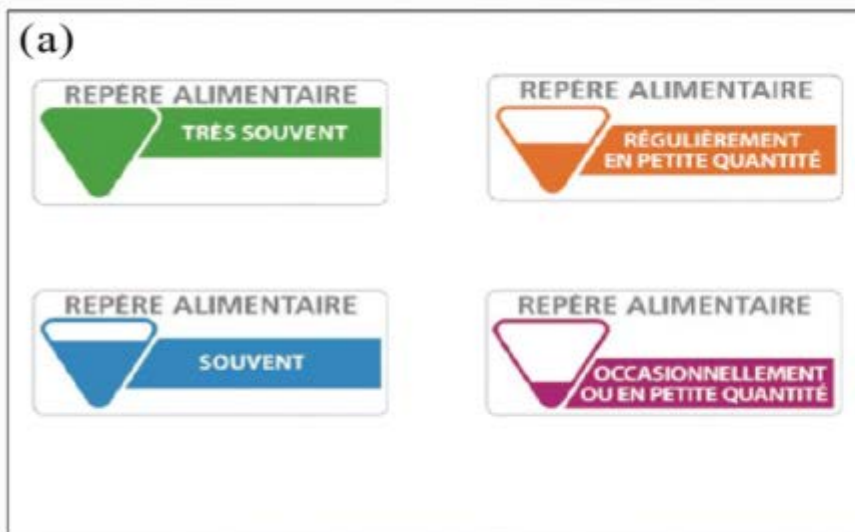 (a)
REPÈRE ALIMENTAIRE
TRÈS SOUVENT
REPÈRE ALIMENTAIRE
RÉGULIÈREMENT
EN PETITE QUANTITÉ
REPÈRE ALIMENTAIRE
SOUVENT
REPÈRE ALIMENTAIRE
OCCASIONNELLEMENT
OU EN PETITE QUANTITÉ